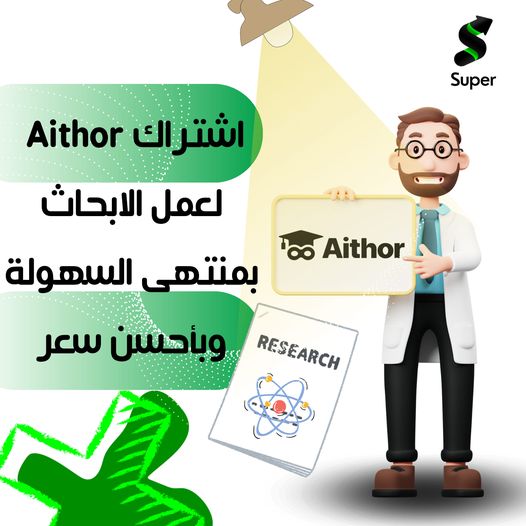 Super
اشتراك Aithor
لعمل الابحاث
بمنتهى السهولة
وبأحسن سعر
Aithor
RESEARCH